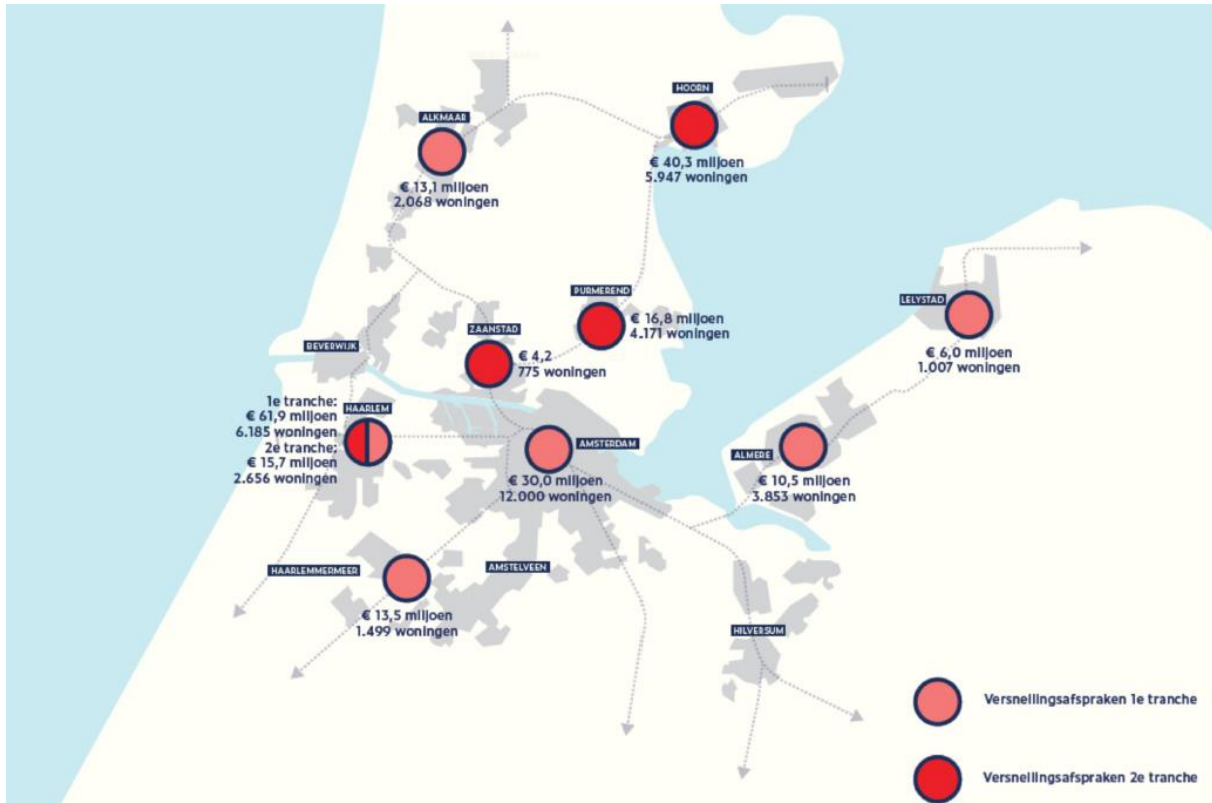 HOORN
ALKMAAR
€ 40,3 miljoen
5.947 woningen
€ 13,1 miljoen
2.068 woningen
PURMEREND
LELYSTAD
€ 16,8 miljoen
4.171 woningen
ZAANSTAD
BEVERWIJK
€ 4,2
775 woningen
€ 6,0 miljoen
1.007 woningen
1e tranche:
€ 61,9 miljoen
6.185 woningen
2e tranche:
€ 15,7 miljoen
2.656 woningen
HAARLEM
AMSTERDAM
€ 30,0 miljoen
12.000 woningen
ALMERE
€ 10,5 miljoen
3.853 woningen
HAARLEMMERMEER
AMSTELVEEN
€ 13,5 miljoen
1.499 woningen
HILVERSUM
Versnellingsafspraken 1e tranche
Versnellingsafspraken 2e tranche